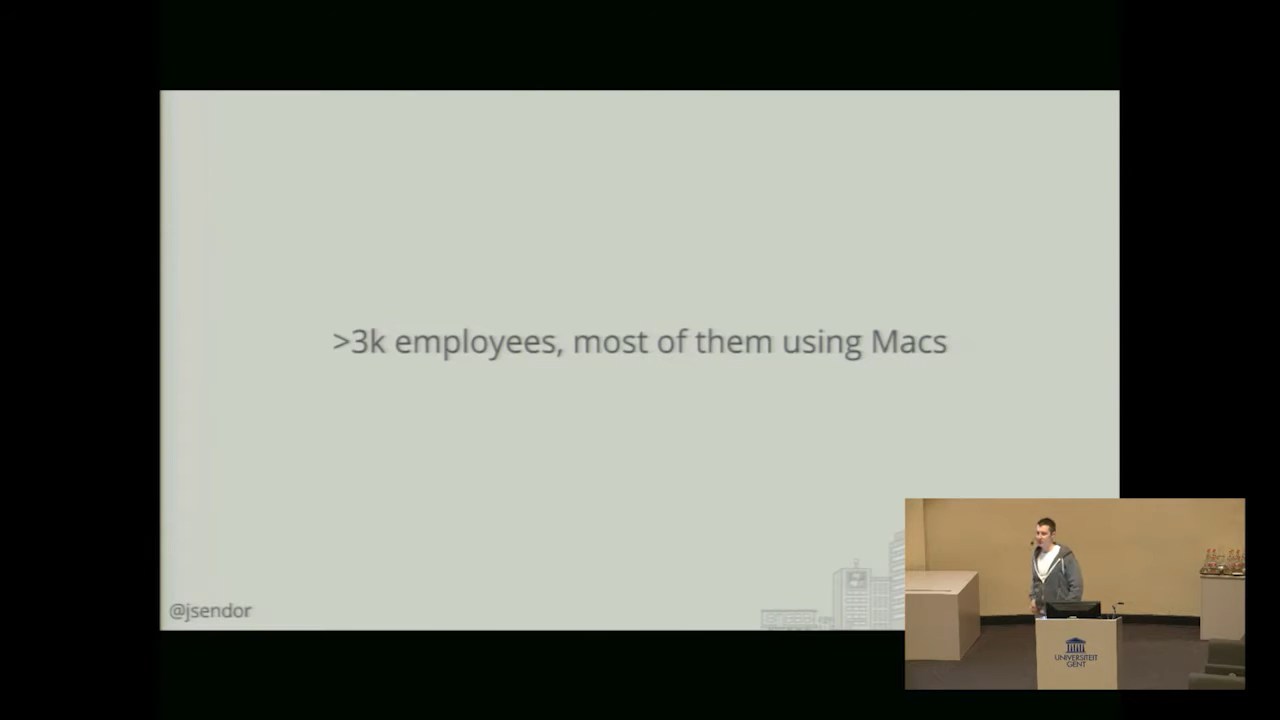 >3k employees, most of them using Macs
@jsendor
UNIVERSITEIT
GENT